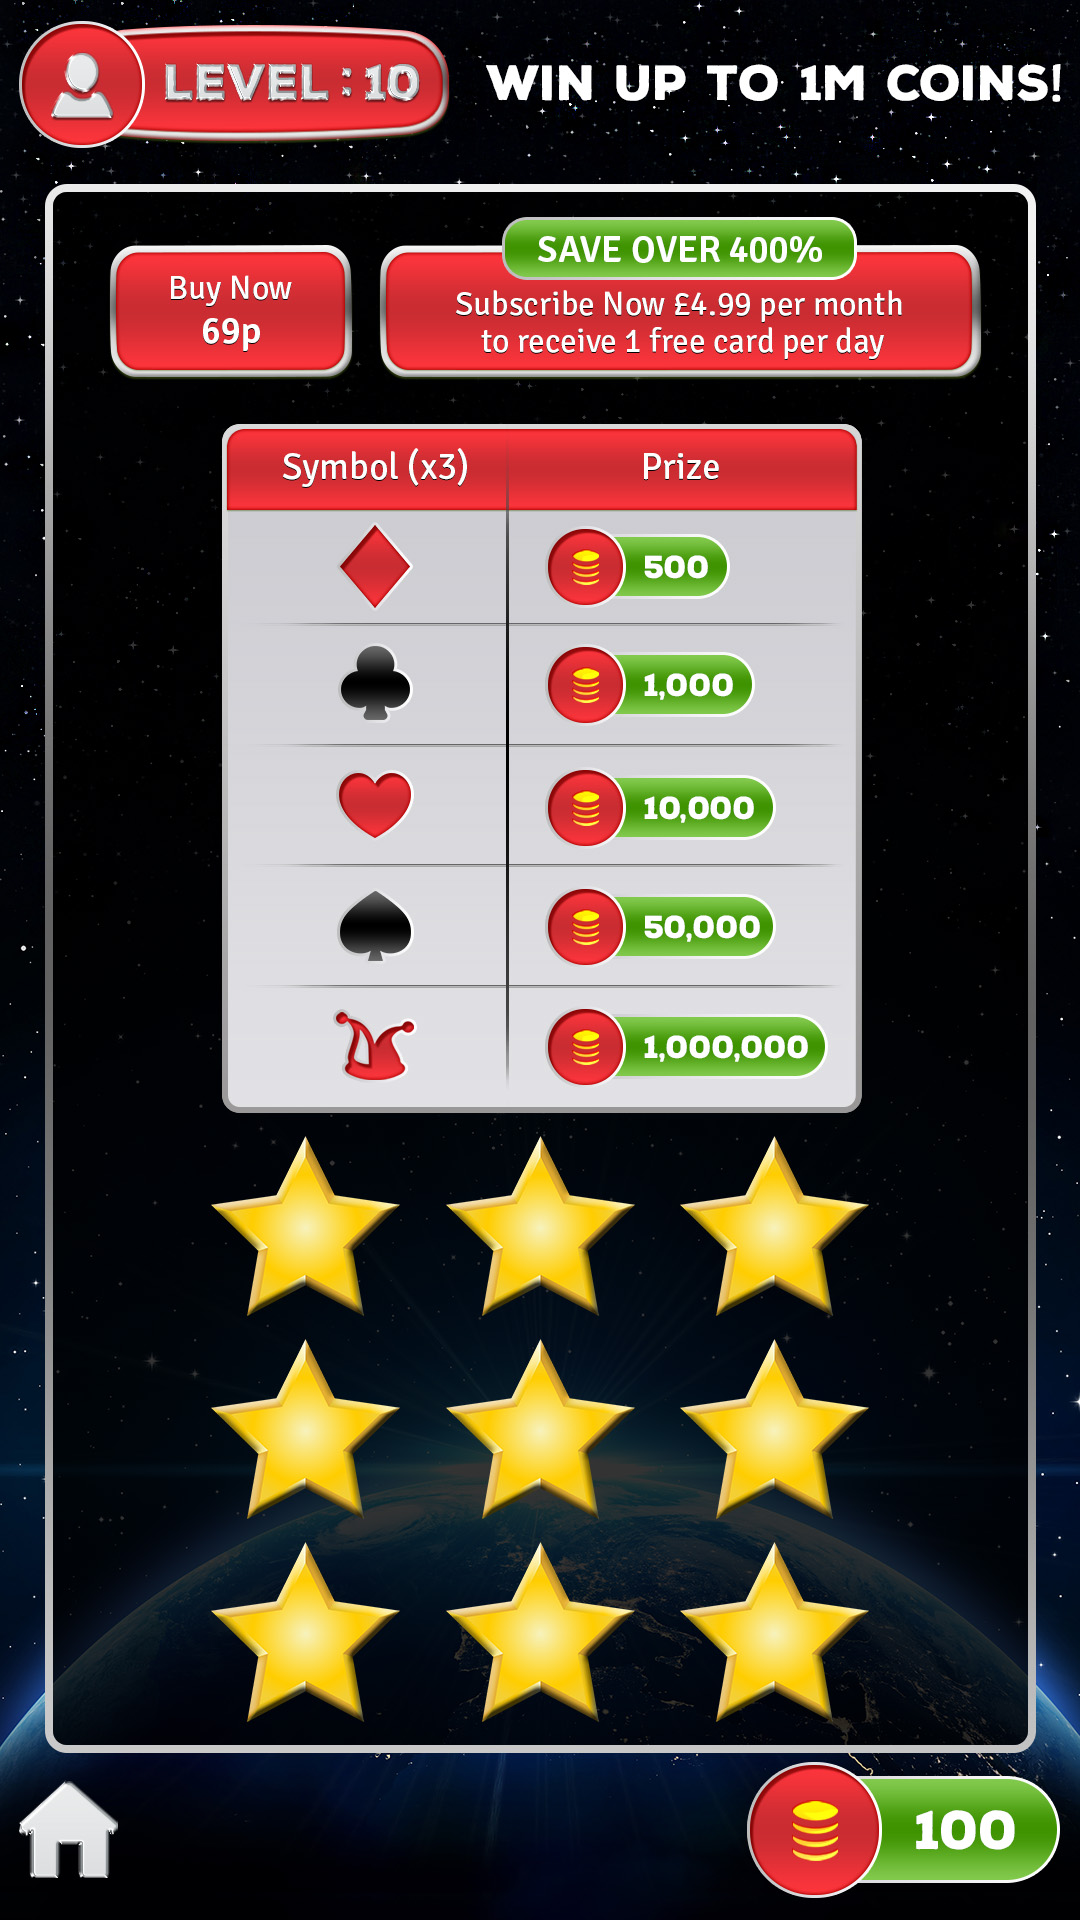 LEVEL : 10
WIN UP TO 1M COINS!
Buy Now
69p
SAVE OVER 400%
Subscribe Now £4.99 per month
to receive 1 free card per day
Symbol (x3)
Prize
500
1,000
10,000
50,000
1,000,000
100